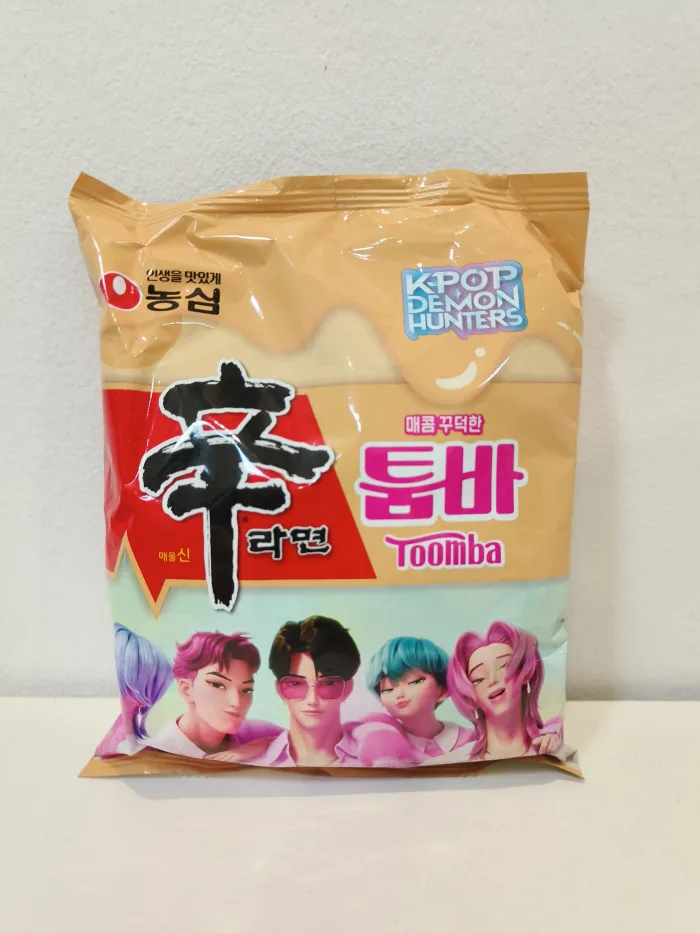 인생을 맛있게
농심
K-POP
DEMON
HUNTERS
매콤 꾸덕한
툼바
Toomba
辛
라면
매울신